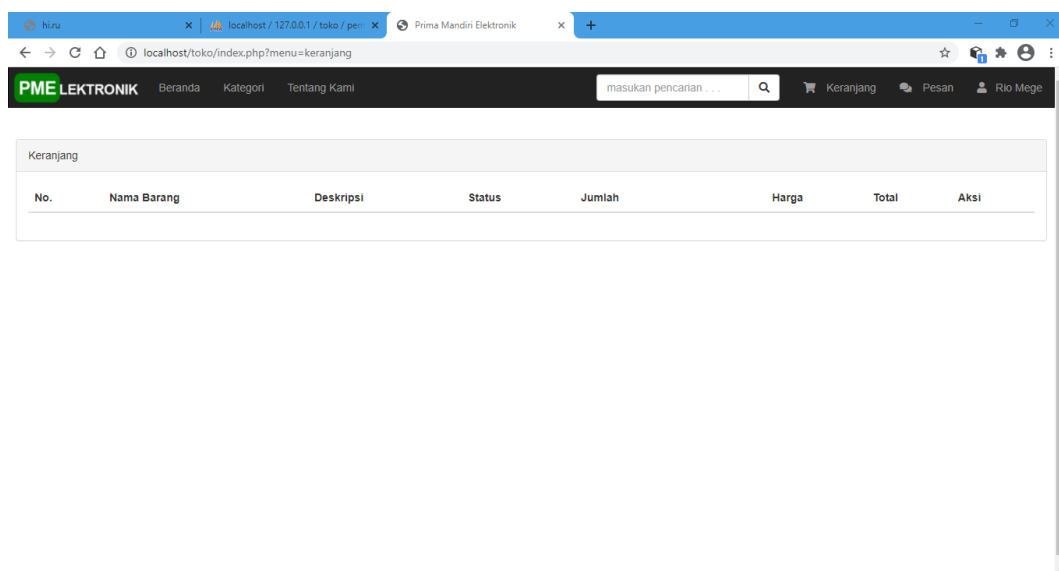 hi.ru
localhost / 127.0.0.1 / toko / pem
Prima Mandiri Elektronik
localhost/toko/index.php?menu=keranjang
1
PME LEKTRONIK Beranda Kategori Tentang Kami masukan pencarian . . . Keranjang Pesan Rio Mege
Keranjang
No. Nama Barang Deskripsi Status Jumlah Harga Total Aksi